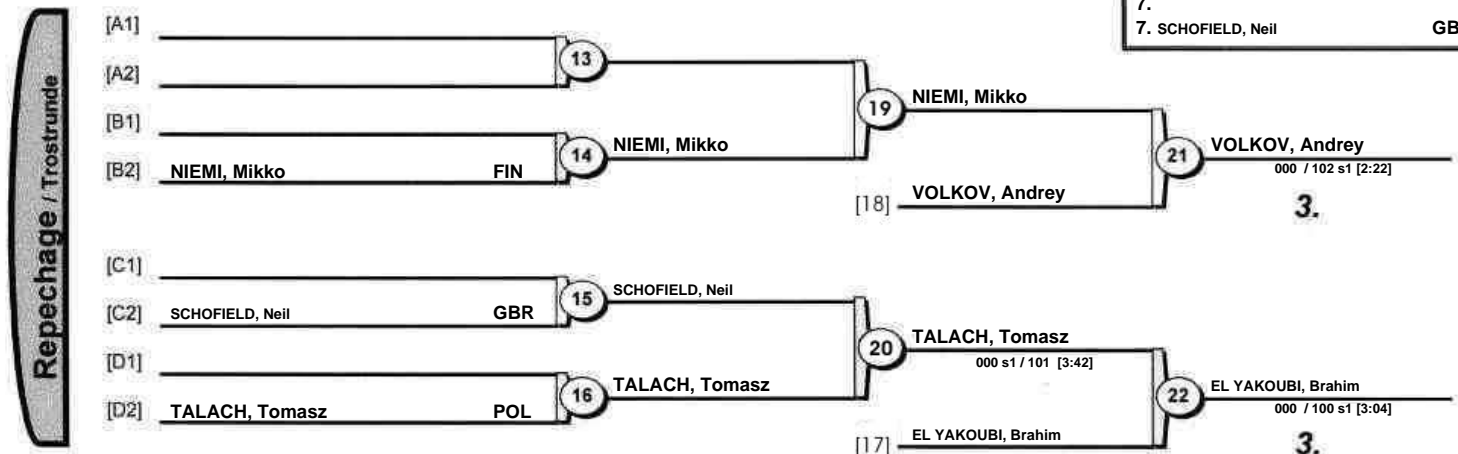 7.
7. SCHOFIELD, Neil GB
Repechage / Trostrunde
[A1]
13
[A2]
[B1]
14
NIEMI, Mikko
[B2] NIEMI, Mikko FIN
19
NIEMI, Mikko
[18] VOLKOV, Andrey
21
VOLKOV, Andrey
000 / 102 s1 [2:22]
3.
[C1]
15
SCHOFIELD, Neil
[C2] SCHOFIELD, Neil GBR
[D1]
16
TALACH, Tomasz
[D2] TALACH, Tomasz POL
20
TALACH, Tomasz
000 s1 / 101 [3:42]
[17] EL YAKOUBI, Brahim
22
EL YAKOUBI, Brahim
000 / 100 s1 [3:04]
3.